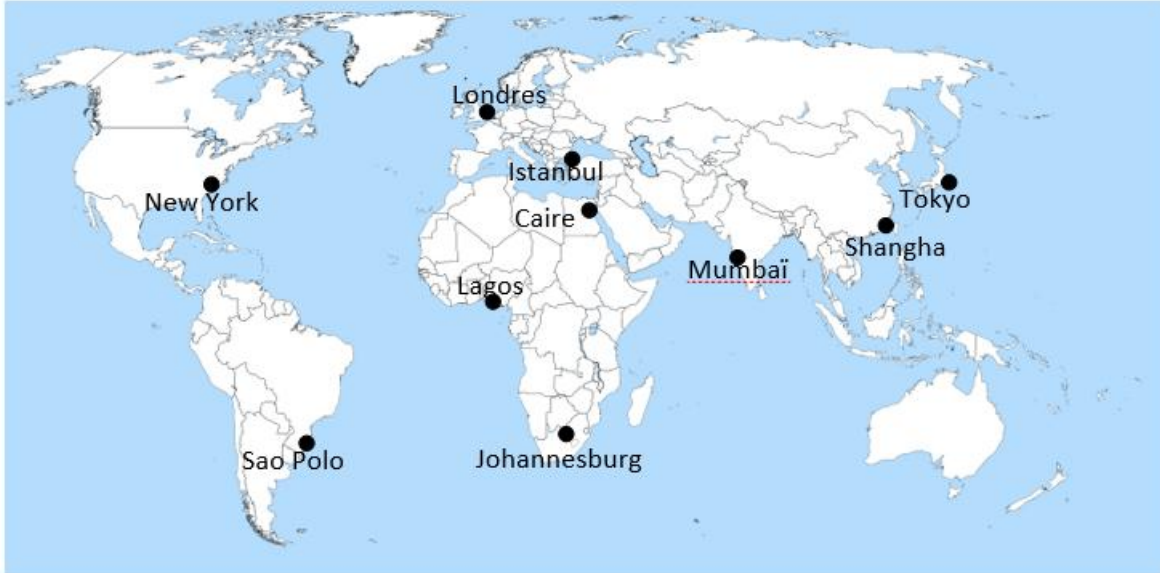 Londres
Istanbul
New York
Caire
Tokyo
Shangha
Mumbaï
Lagos
Sao Polo
Johannesburg